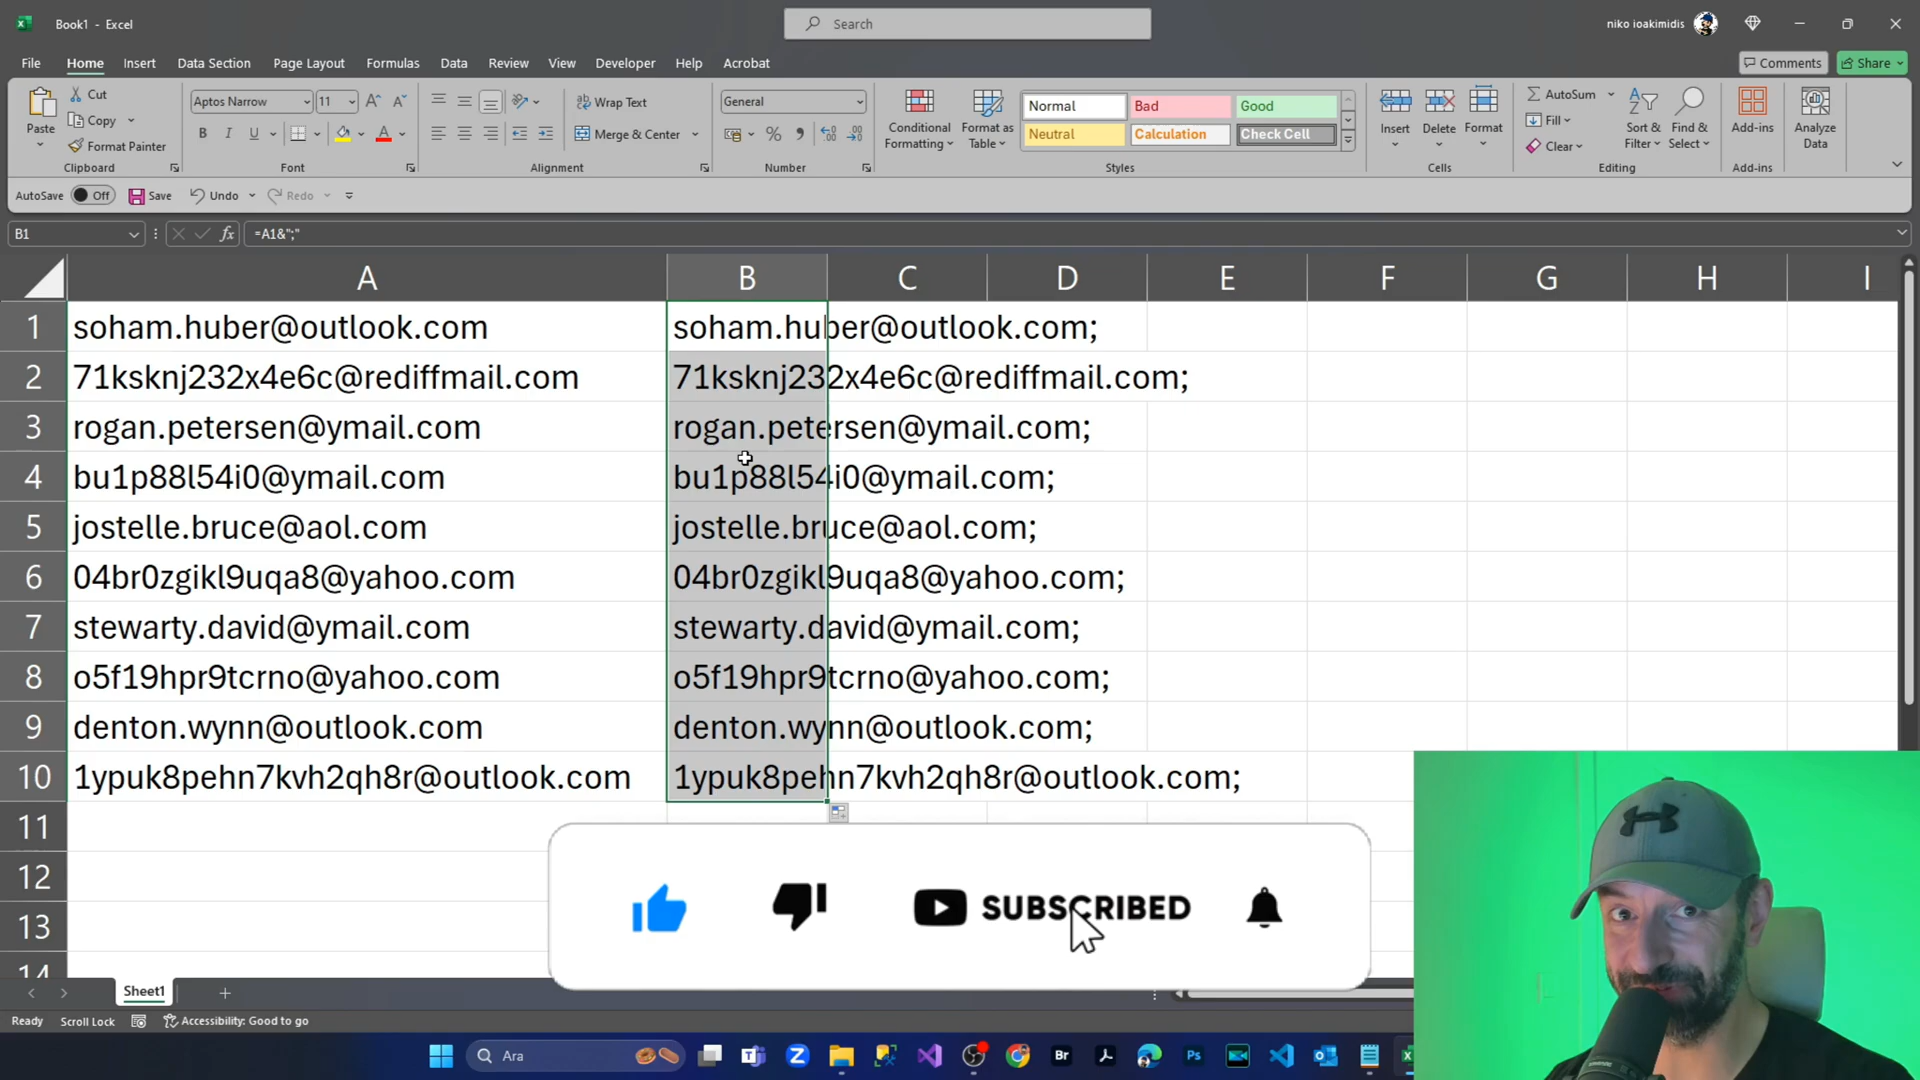 Book1 - Excel
Search
niko ioakimidis
File Home Insert Data Section Page Layout Formulas Data Review View Developer Help Acrobat
Comments Share
Paste
Cut
Copy
Format Painter
Clipboard
Aptos Narrow 11
B I U
Font
Wrap Text
Merge & Center
Alignment
General
Number
Conditional Formatting
Format as Table
Normal Bad Good
Neutral Calculation Check Cell
Styles
Insert Delete Format
Cells
AutoSum
Fill
Clear
Sort & Filter
Find & Select
Editing
Add-ins
Add-ins
Analyze Data
AutoSave Off Save Undo Redo
B1 fx =A1&";"
A B C D E F G H I
1 soham.huber@outlook.com soham.huber@outlook.com;
2 71ksknj232x4e6c@rediffmail.com 71ksknj232x4e6c@rediffmail.com;
3 rogan.petersen@ymail.com rogan.petersen@ymail.com;
4 bu1p88l54i0@ymail.com bu1p88l54i0@ymail.com;
5 jostelle.bruce@aol.com jostelle.bruce@aol.com;
6 04br0zgikl9uqa8@yahoo.com 04br0zgikl9uqa8@yahoo.com;
7 stewarty.david@ymail.com stewarty.david@ymail.com;
8 o5f19hpr9tcrno@yahoo.com o5f19hpr9tcrno@yahoo.com;
9 denton.wynn@outlook.com denton.wynn@outlook.com;
10 1ypuk8pehn7kvh2qh8r@outlook.com 1ypuk8pehn7kvh2qh8r@outlook.com;
11
12
13
14
SUBSCRIBED
Sheet1
Ready Scroll Lock Accessibility: Good to go
Ara
Br
Ps